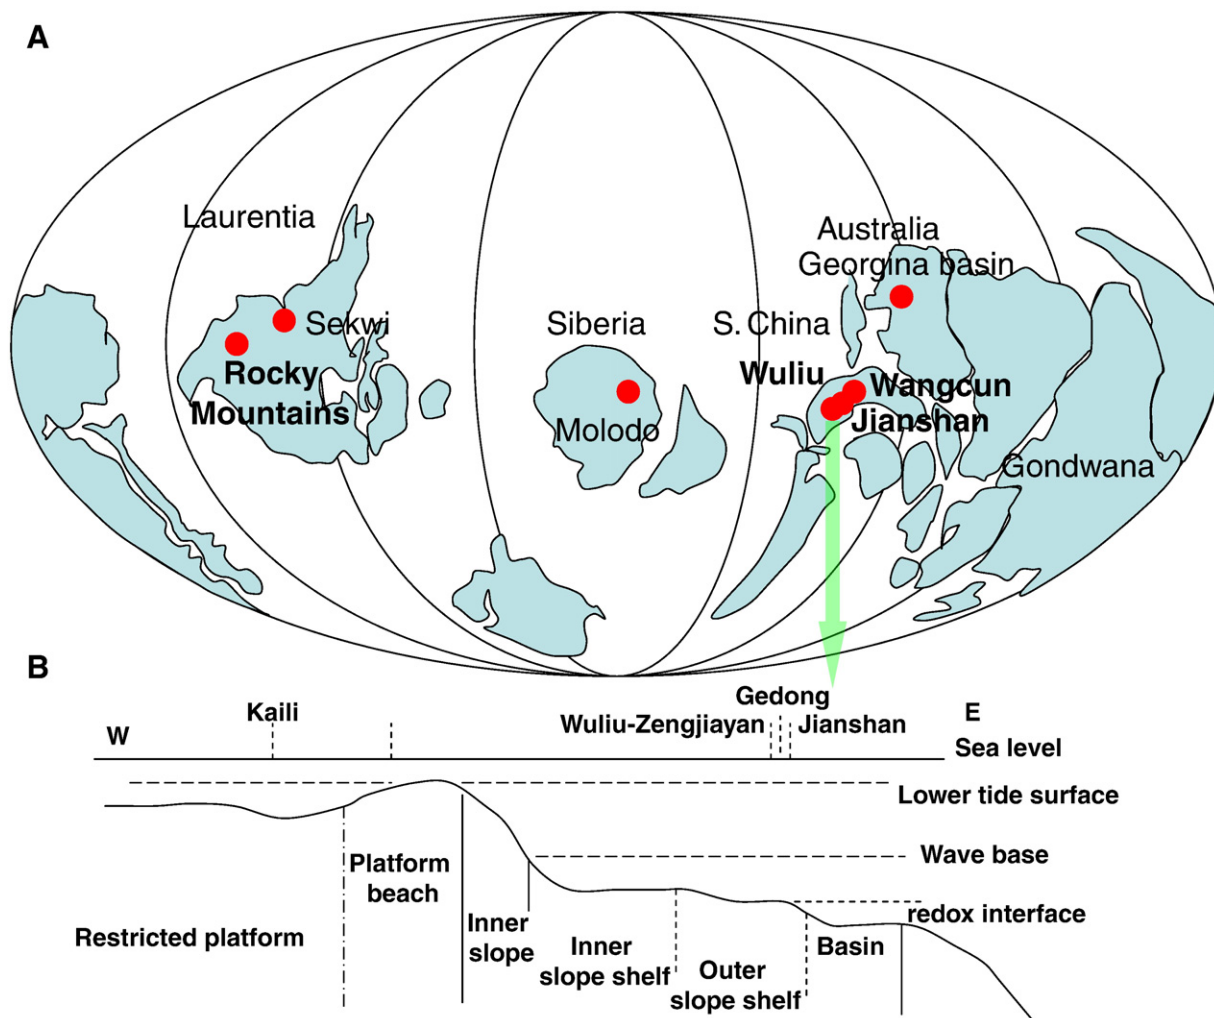 A
Laurentia
Australia
Georgina basin
Sekwi
Siberia
S. China
Rocky
Mountains
Wuliu
Wangcun
Jianshan
Molodo
Gondwana
B
Gedong
Kaili
Wuliu-Zengjiayan
Jianshan
E
W
Sea level
Lower tide surface
Wave base
Platform
beach
redox interface
Restricted platform
Inner
slope
Inner
slope shelf
Outer
slope shelf
Basin